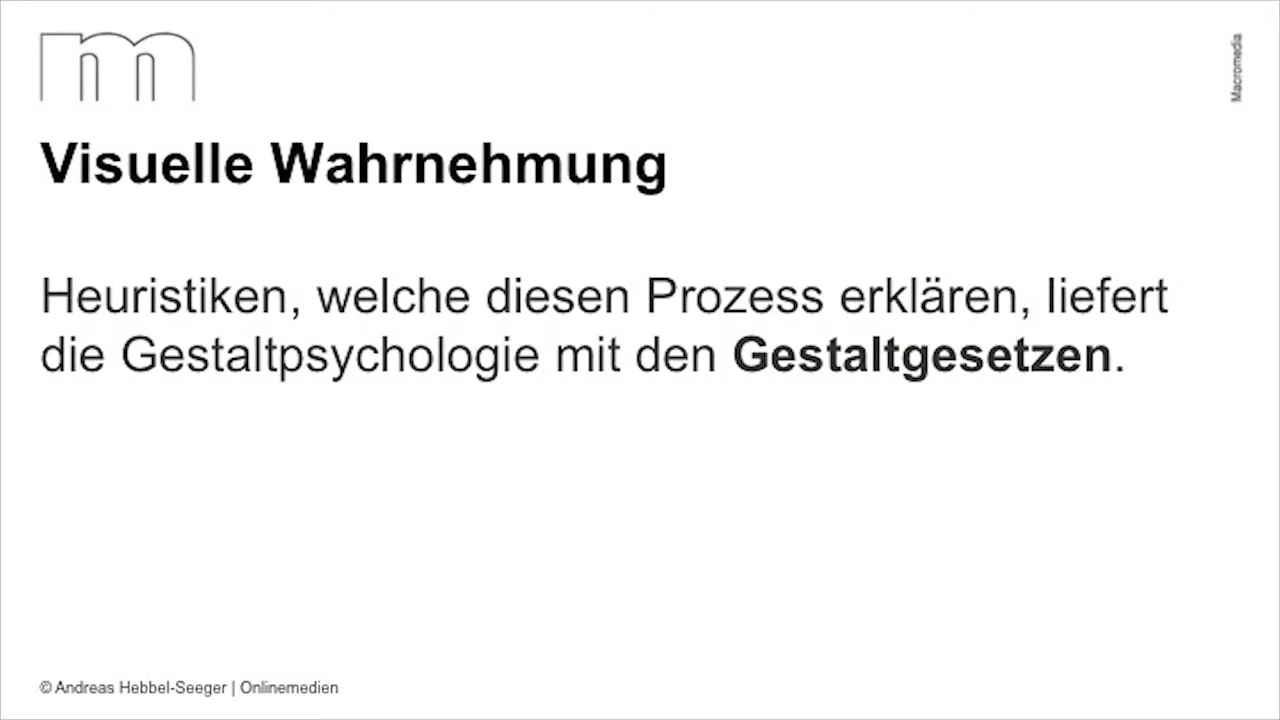 m
Macromedia
Visuelle Wahrnehmung
Heuristiken, welche diesen Prozess erklären, liefert
die Gestaltpsychologie mit den Gestaltgesetzen.
© Andreas Hebbel-Seeger | Onlinemedien